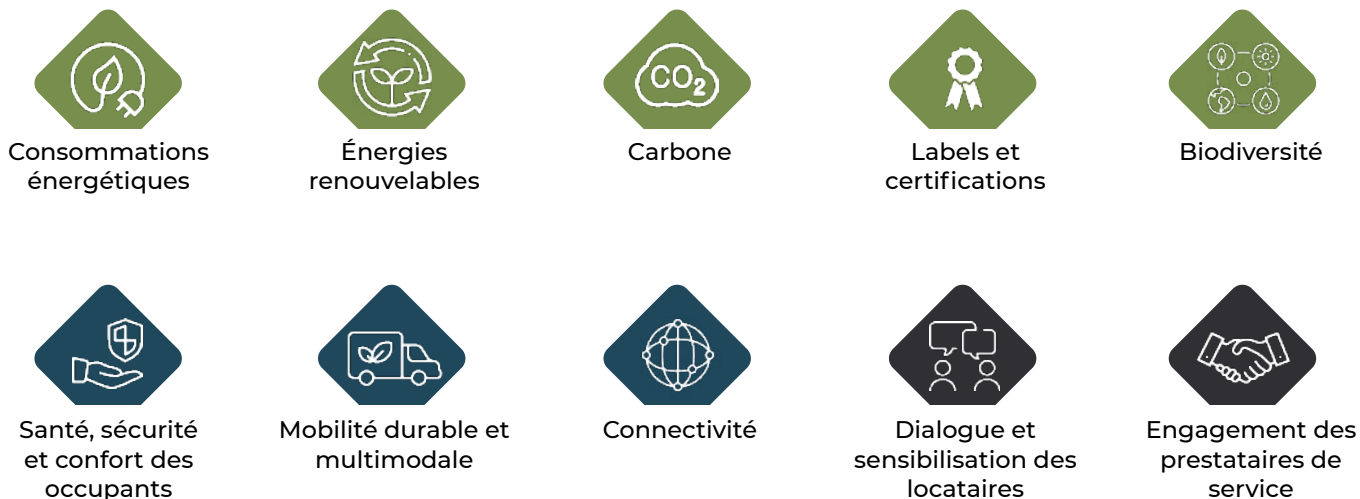 Consommations
énergétiques
Énergies
renouvelables
CO₂
Carbone
Labels et
certifications
Biodiversité
Santé, sécurité
et confort des
occupants
Mobilité durable et
multimodale
Connectivité
Dialogue et
sensibilisation des
locataires
Engagement des
prestataires de
service